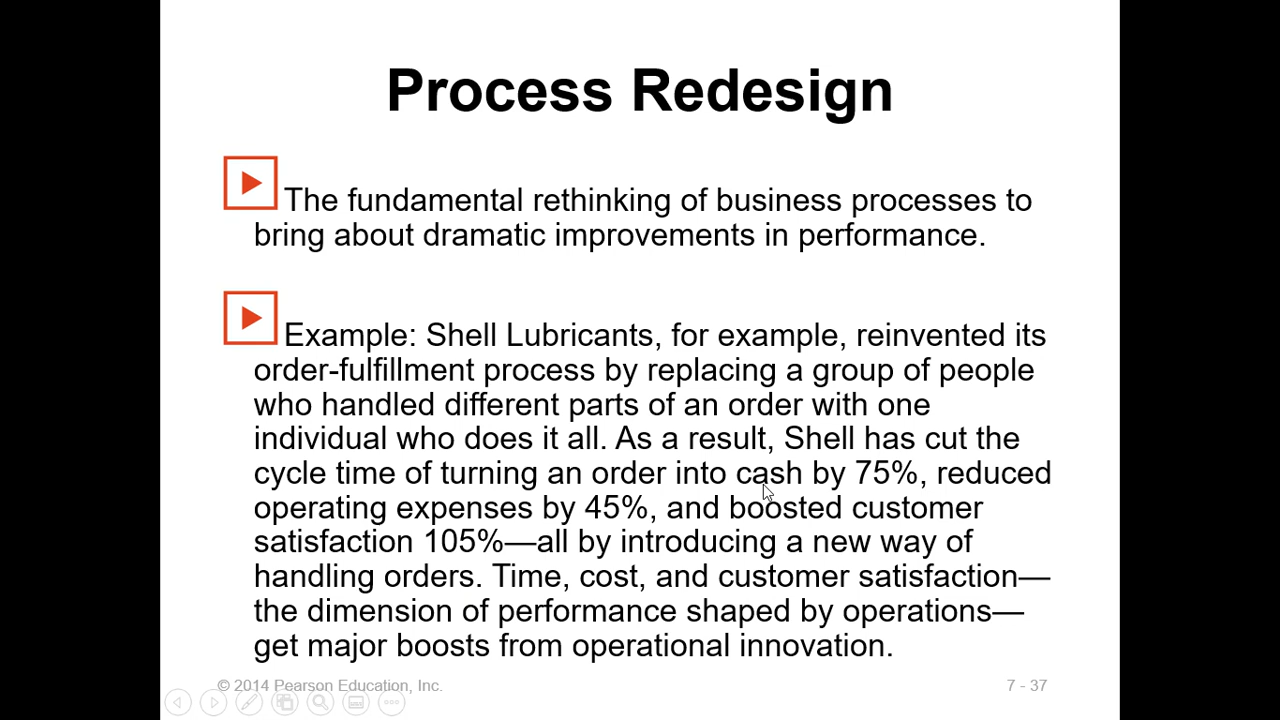 Process Redesign
The fundamental rethinking of business processes to
bring about dramatic improvements in performance.
Example: Shell Lubricants, for example, reinvented its
order-fulfillment process by replacing a group of people
who handled different parts of an order with one
individual who does it all. As a result, Shell has cut the
cycle time of turning an order into cash by 75%, reduced
operating expenses by 45%, and boosted customer
satisfaction 105%—all by introducing a new way of
handling orders. Time, cost, and customer satisfaction—
the dimension of performance shaped by operations—
get major boosts from operational innovation.
© 2014 Pearson Education, Inc.
7 - 37